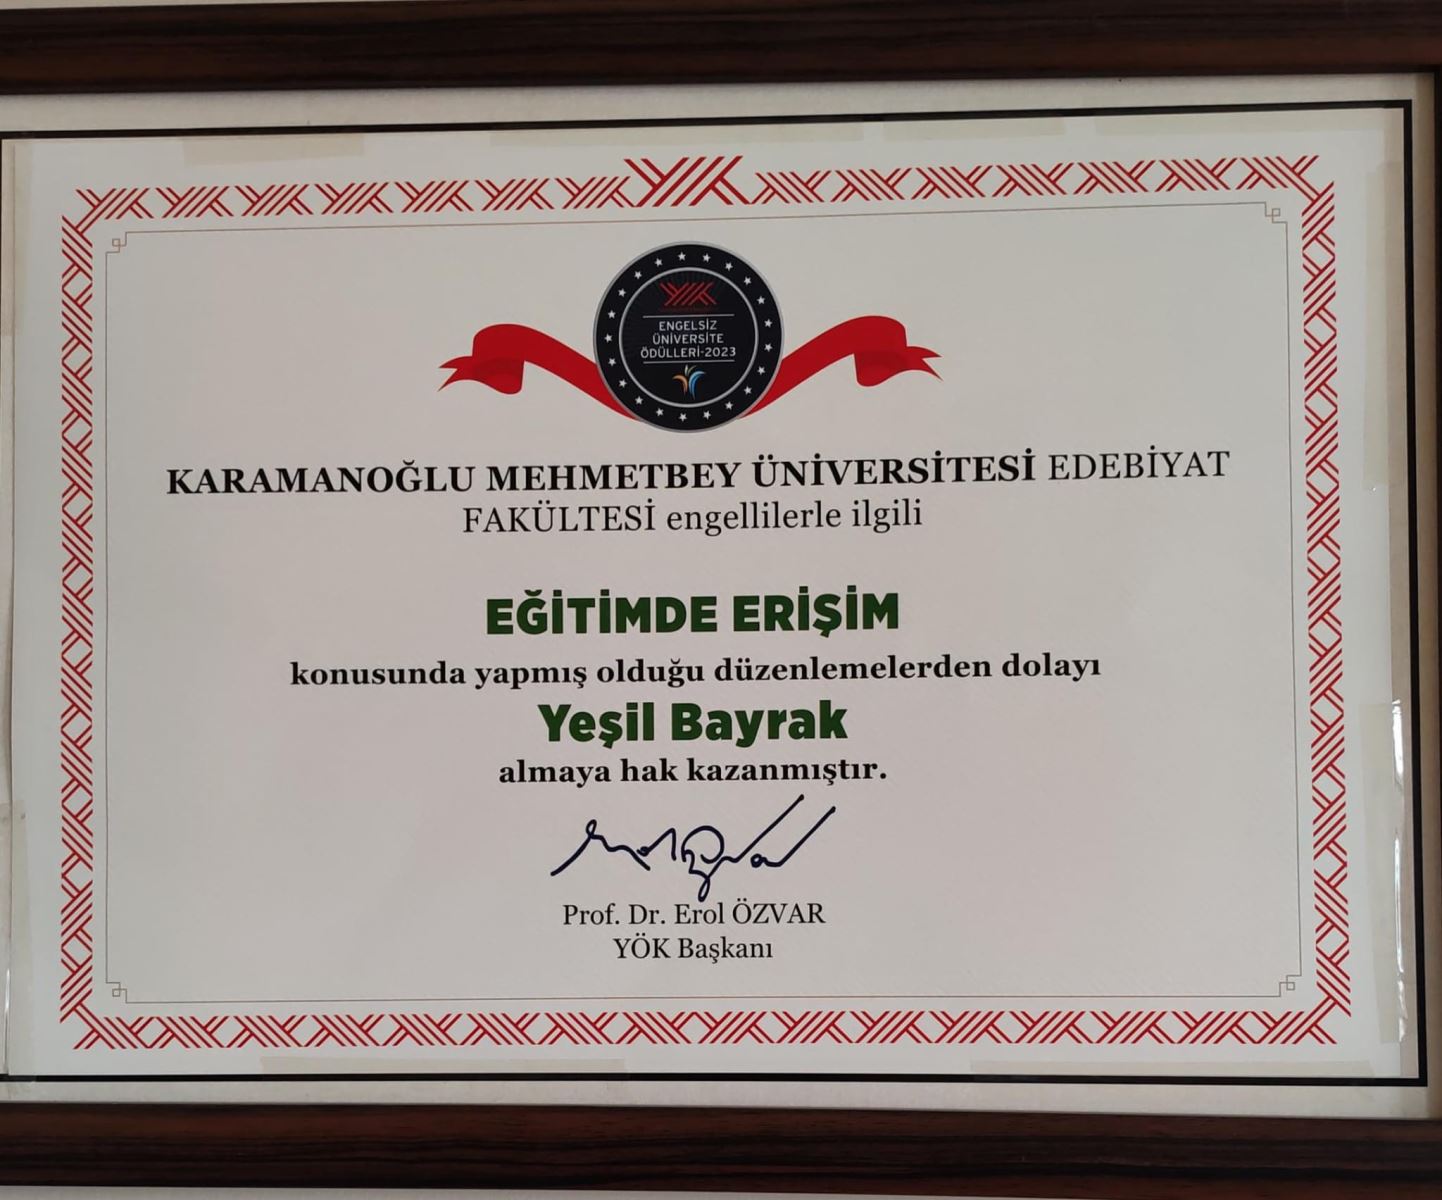 ENGELSİZ
ÜNİVERSİTE
ÖDÜLLERİ-2023
KARAMANOĞLU MEHMETBEY ÜNİVERSİTESİ EDEBİYAT
FAKÜLTESİ engellilerle ilgili
EĞİTİMDE ERİŞİM
konusunda yapmış olduğu düzenlemelerden dolayı
Yeşil Bayrak
almaya hak kazanmıştır.
Prof. Dr. Erol ÖZVAR
YÖK Başkanı